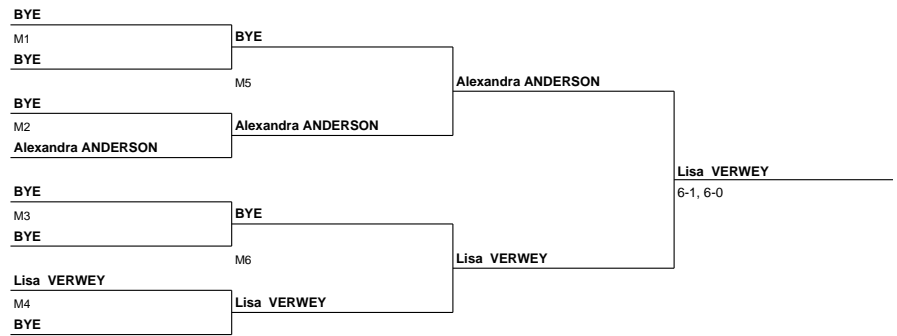 BYE
M1
BYE
BYE
M5
BYE
M2
Alexandra ANDERSON
Alexandra ANDERSON
Alexandra ANDERSON
Lisa VERWEY
6-1, 6-0
BYE
M3
BYE
BYE
M6
Lisa VERWEY
Lisa VERWEY
M4
BYE
Lisa VERWEY